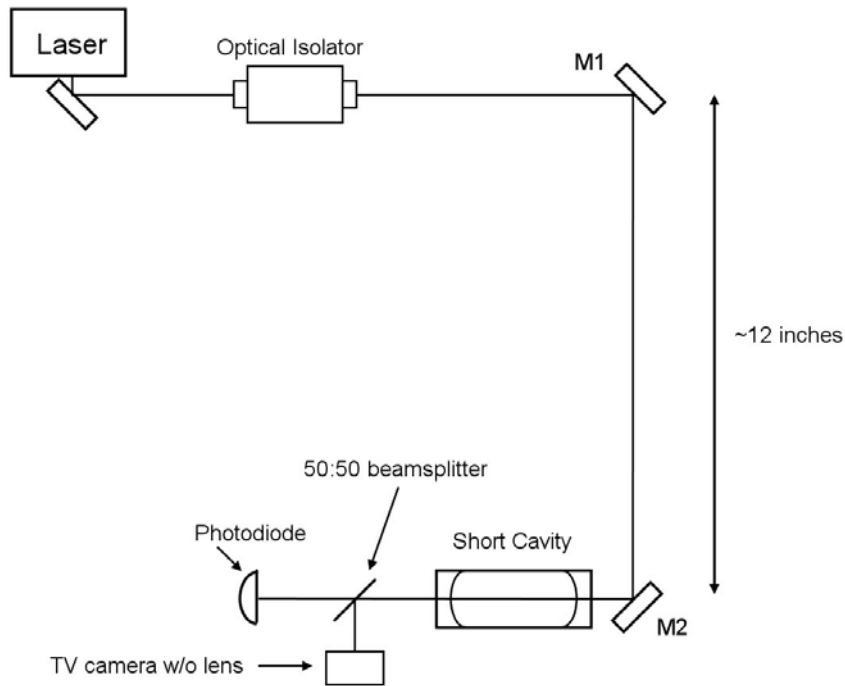 Laser
Optical Isolator
M1
~12 inches
50:50 beamsplitter
Photodiode
Short Cavity
M2
TV camera w/o lens